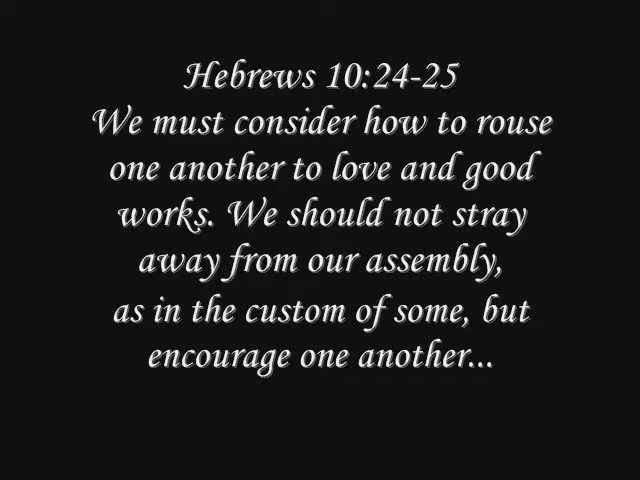 Hebrews 10:24-25
We must consider how to rouse
one another to love and good
works. We should not stray
away from our assembly,
as in the custom of some, but
encourage one another...